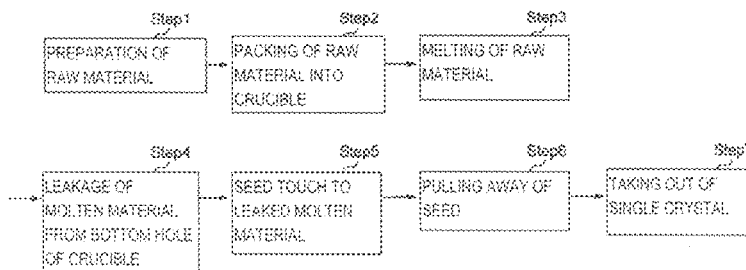 Step1
PREPARATION OF
RAW MATERIAL
Step2
PACKING OF RAW
MATERIAL INTO
CRUCIBLE
Step3
MELTING OF RAW
MATERIAL
Step4
LEAKAGE OF
MOLTEN MATERIAL
FROM BOTTOM HOLE
OF CRUCIBLE
Step5
SEED TOUCH TO
LEAKED MOLTEN
MATERIAL
Step6
PULLING AWAY OF
SEED
Step7
TAKING OUT OF
SINGLE CRYSTAL